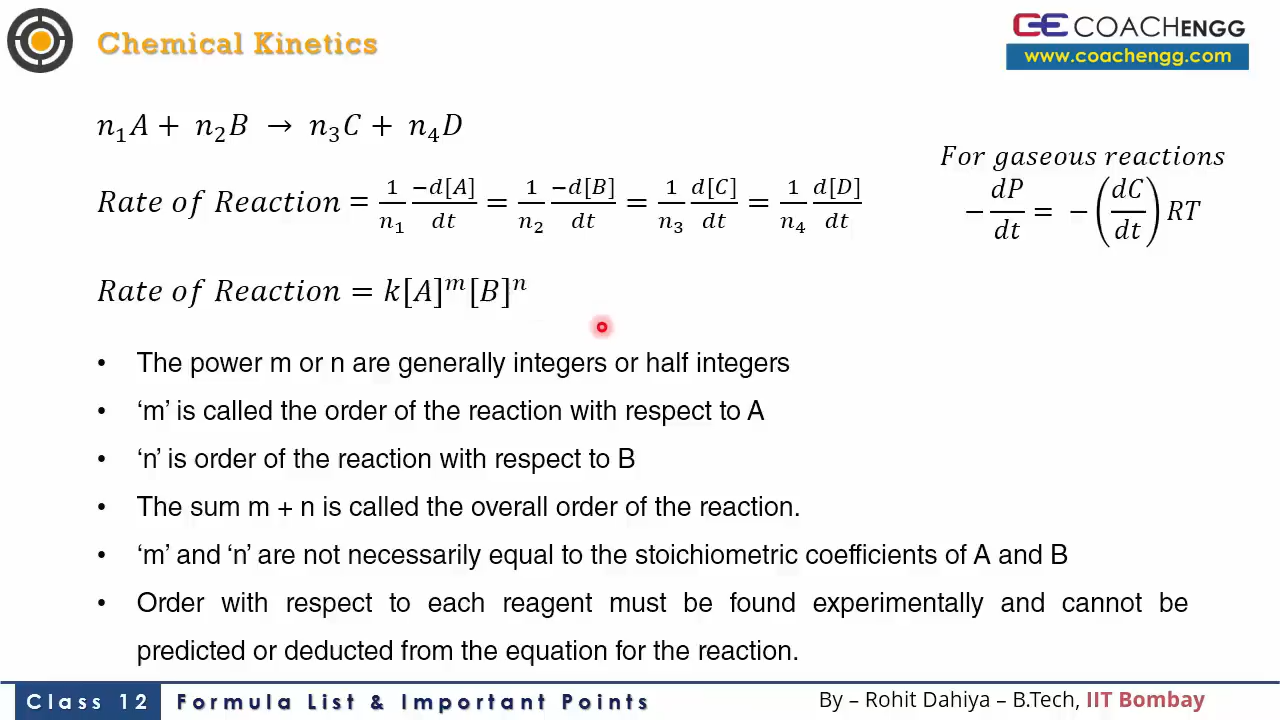 Chemical Kinetics
CE COACHENGG
www.coachengg.com
n₁A + n₂B → n₃C + n₄D
For gaseous reactions
Rate of Reaction = 1/n₁ −d[A]/dt = 1/n₂ −d[B]/dt = 1/n₃ d[C]/dt = 1/n₄ d[D]/dt
− dP/dt = −(dC/dt) RT
Rate of Reaction = k[A]ᵐ[B]ⁿ
• The power m or n are generally integers or half integers
• ‘m’ is called the order of the reaction with respect to A
• ‘n’ is order of the reaction with respect to B
• The sum m + n is called the overall order of the reaction.
• ‘m’ and ‘n’ are not necessarily equal to the stoichiometric coefficients of A and B
• Order with respect to each reagent must be found experimentally and cannot be
predicted or deducted from the equation for the reaction.
Class 12 Formula List & Important Points By – Rohit Dahiya – B.Tech, IIT Bombay